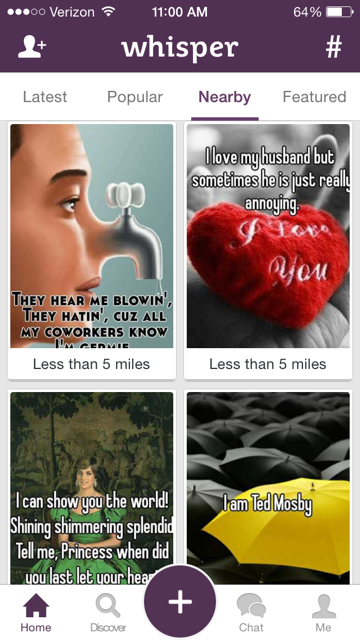 Verizon 11:00 AM 64%
whisper #
Latest Popular Nearby Featured
THEY HEAR ME BLOWIN',
THEY HATIN', CUZ ALL
MY COWORKERS KNOW
I'M GERMIE
Less than 5 miles
I love my husband but
sometimes he is just really
annoying.
I Love
You
Less than 5 miles
I can show you the world!
Shining shimmering splendid
Tell me, Princess when did
you last let your heart
I am Ted Mosby
Home Discover + Chat Me